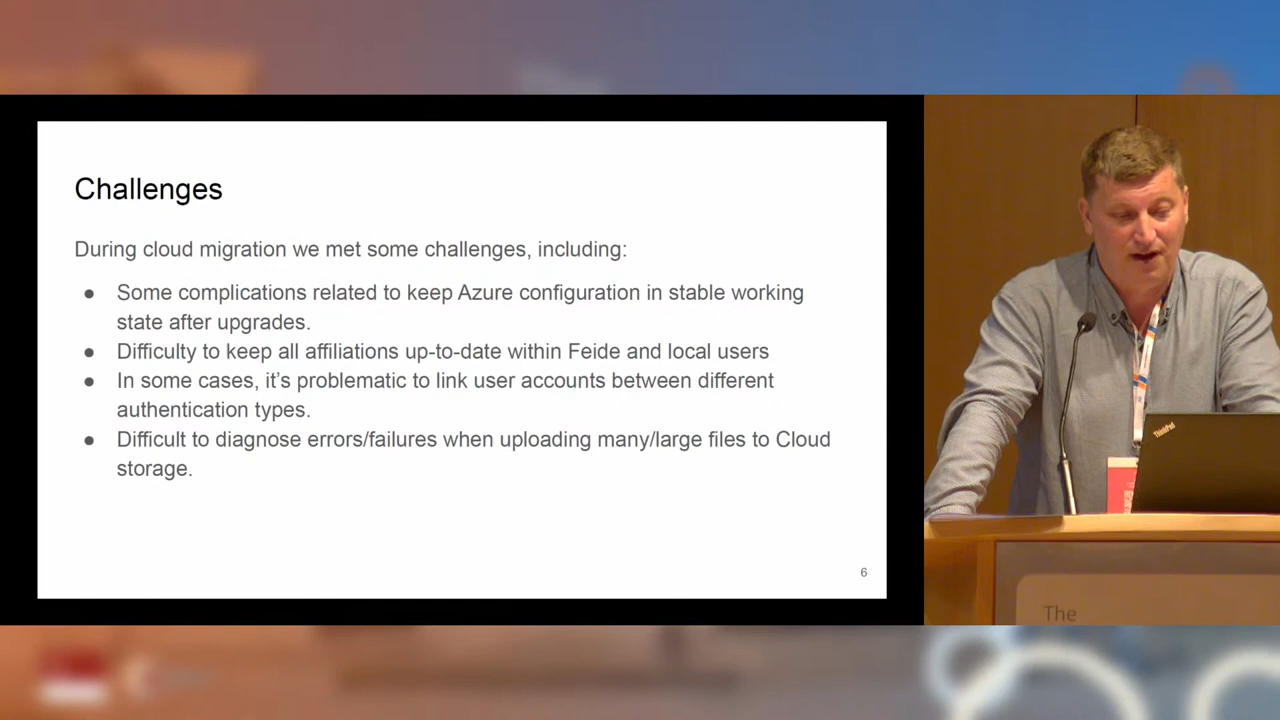 Challenges
During cloud migration we met some challenges, including:
● Some complications related to keep Azure configuration in stable working
state after upgrades.
● Difficulty to keep all affiliations up-to-date within Feide and local users
● In some cases, it's problematic to link user accounts between different
authentication types.
● Difficult to diagnose errors/failures when uploading many/large files to Cloud
storage.
6
ThinkPad
The